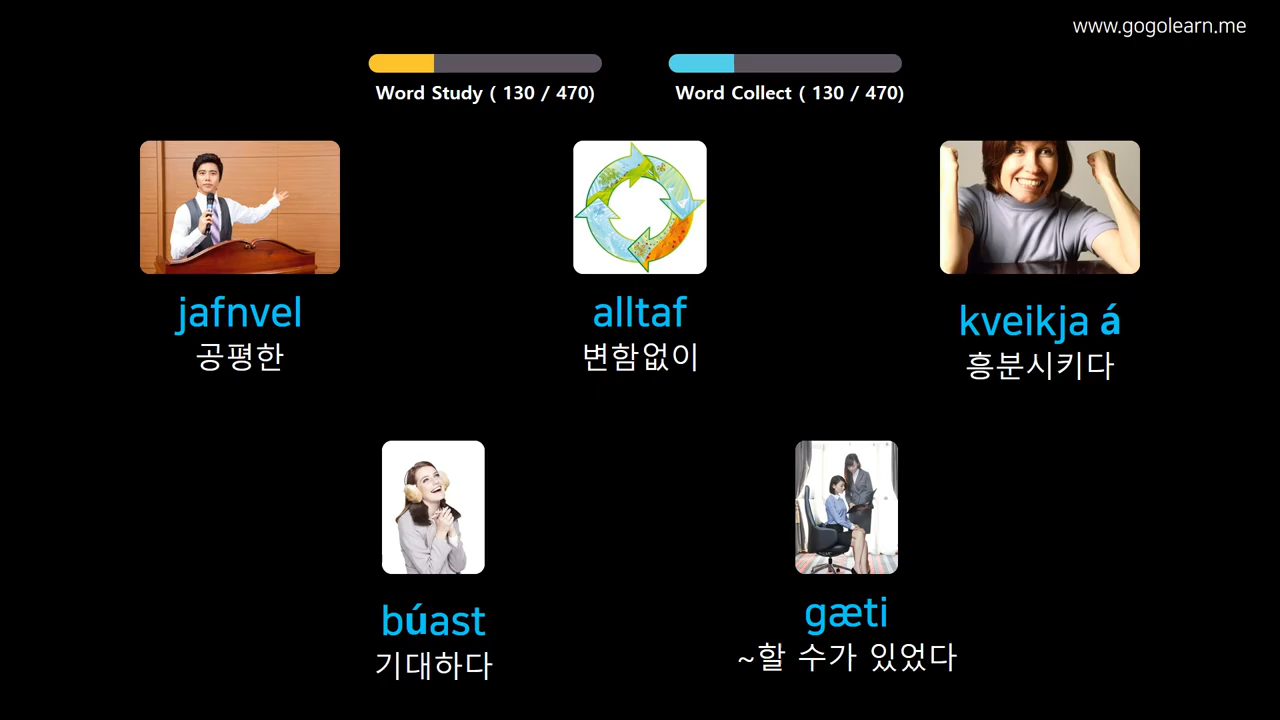 www.gogolearn.me
Word Study ( 130 / 470)
Word Collect ( 130 / 470)
jafnvel
공평한
alltaf
변함없이
kveikja á
흥분시키다
búast
기대하다
gæti
~할 수가 있었다